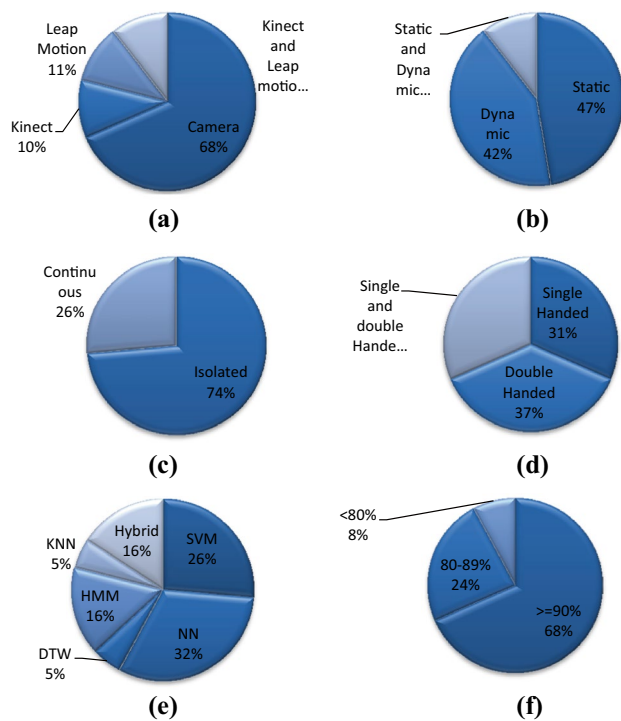 Leap
Motion
11%
Kinect
and
Leap
motio...
Kinect
10%
Camera
68%
(a)
Static
and
Dyna
mic...
Static
47%
Dyna
mic
42%
(b)
Continu
ous
26%
Isolated
74%
(c)
Single
and
double
Hande...
Single
Handed
31%
Double
Handed
37%
(d)
Hybrid
16%
SVM
26%
KNN
5%
HMM
16%
DTW
5%
NN
32%
(e)
<80%
8%
80-89%
24%
>=90%
68%
(f)